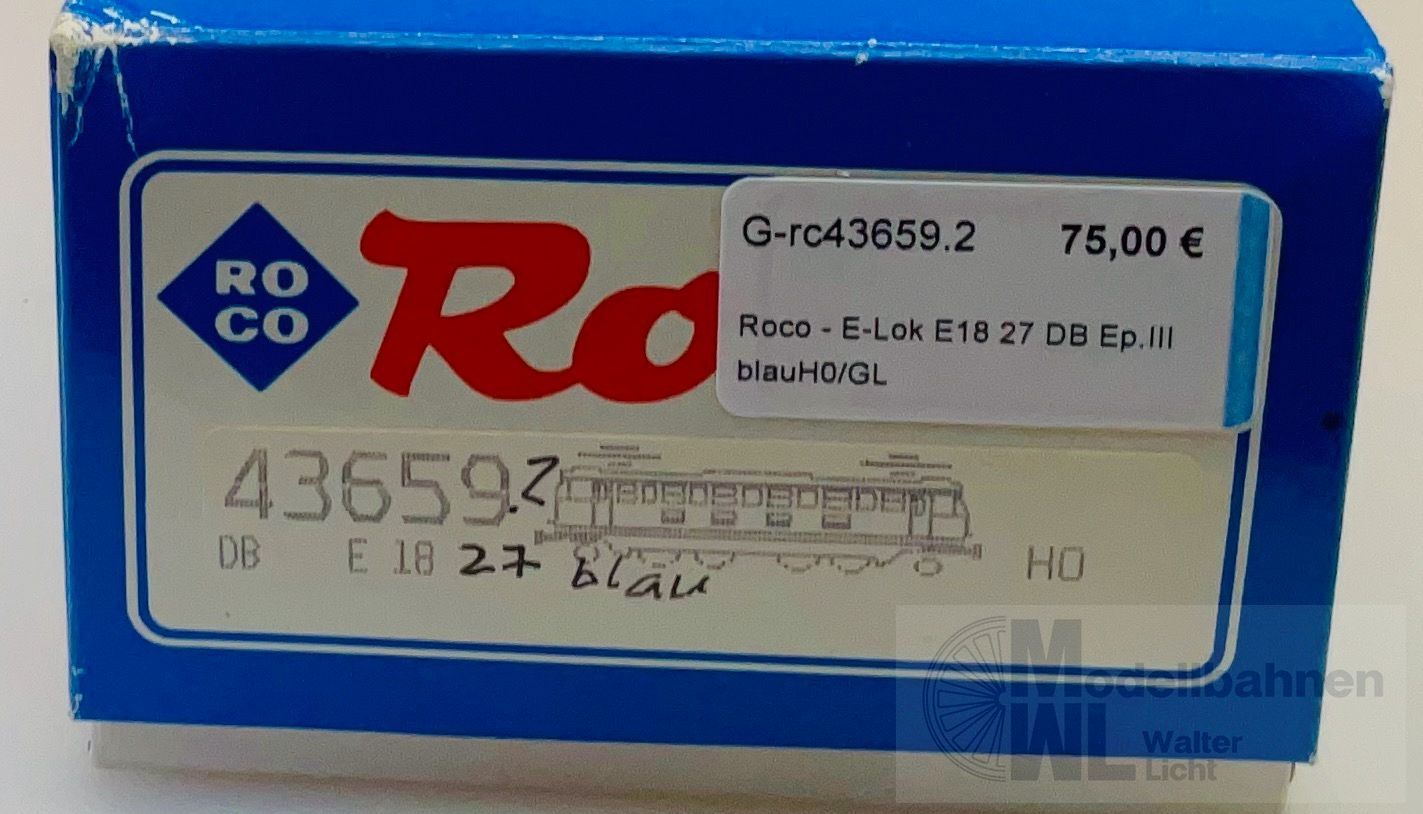 RO
CO
Ro
G-rc43659.2 75,00 €
Roco - E-Lok E18 27 DB Ep.III
blauH0/GL
43659.2
DB E 18 27 blau H0
Modellbahnen
WL Walter
Licht